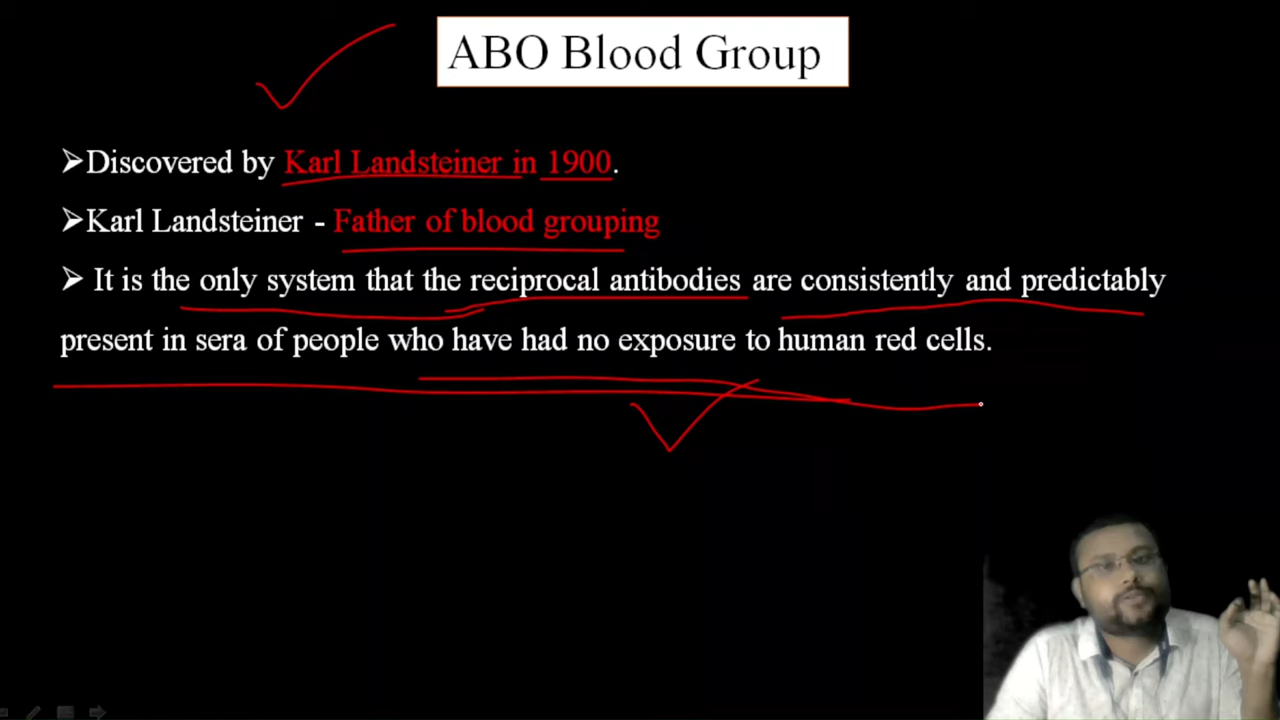 ABO Blood Group
➤Discovered by Karl Landsteiner in 1900.
➤Karl Landsteiner - Father of blood grouping
➤ It is the only system that the reciprocal antibodies are consistently and predictably
present in sera of people who have had no exposure to human red cells.